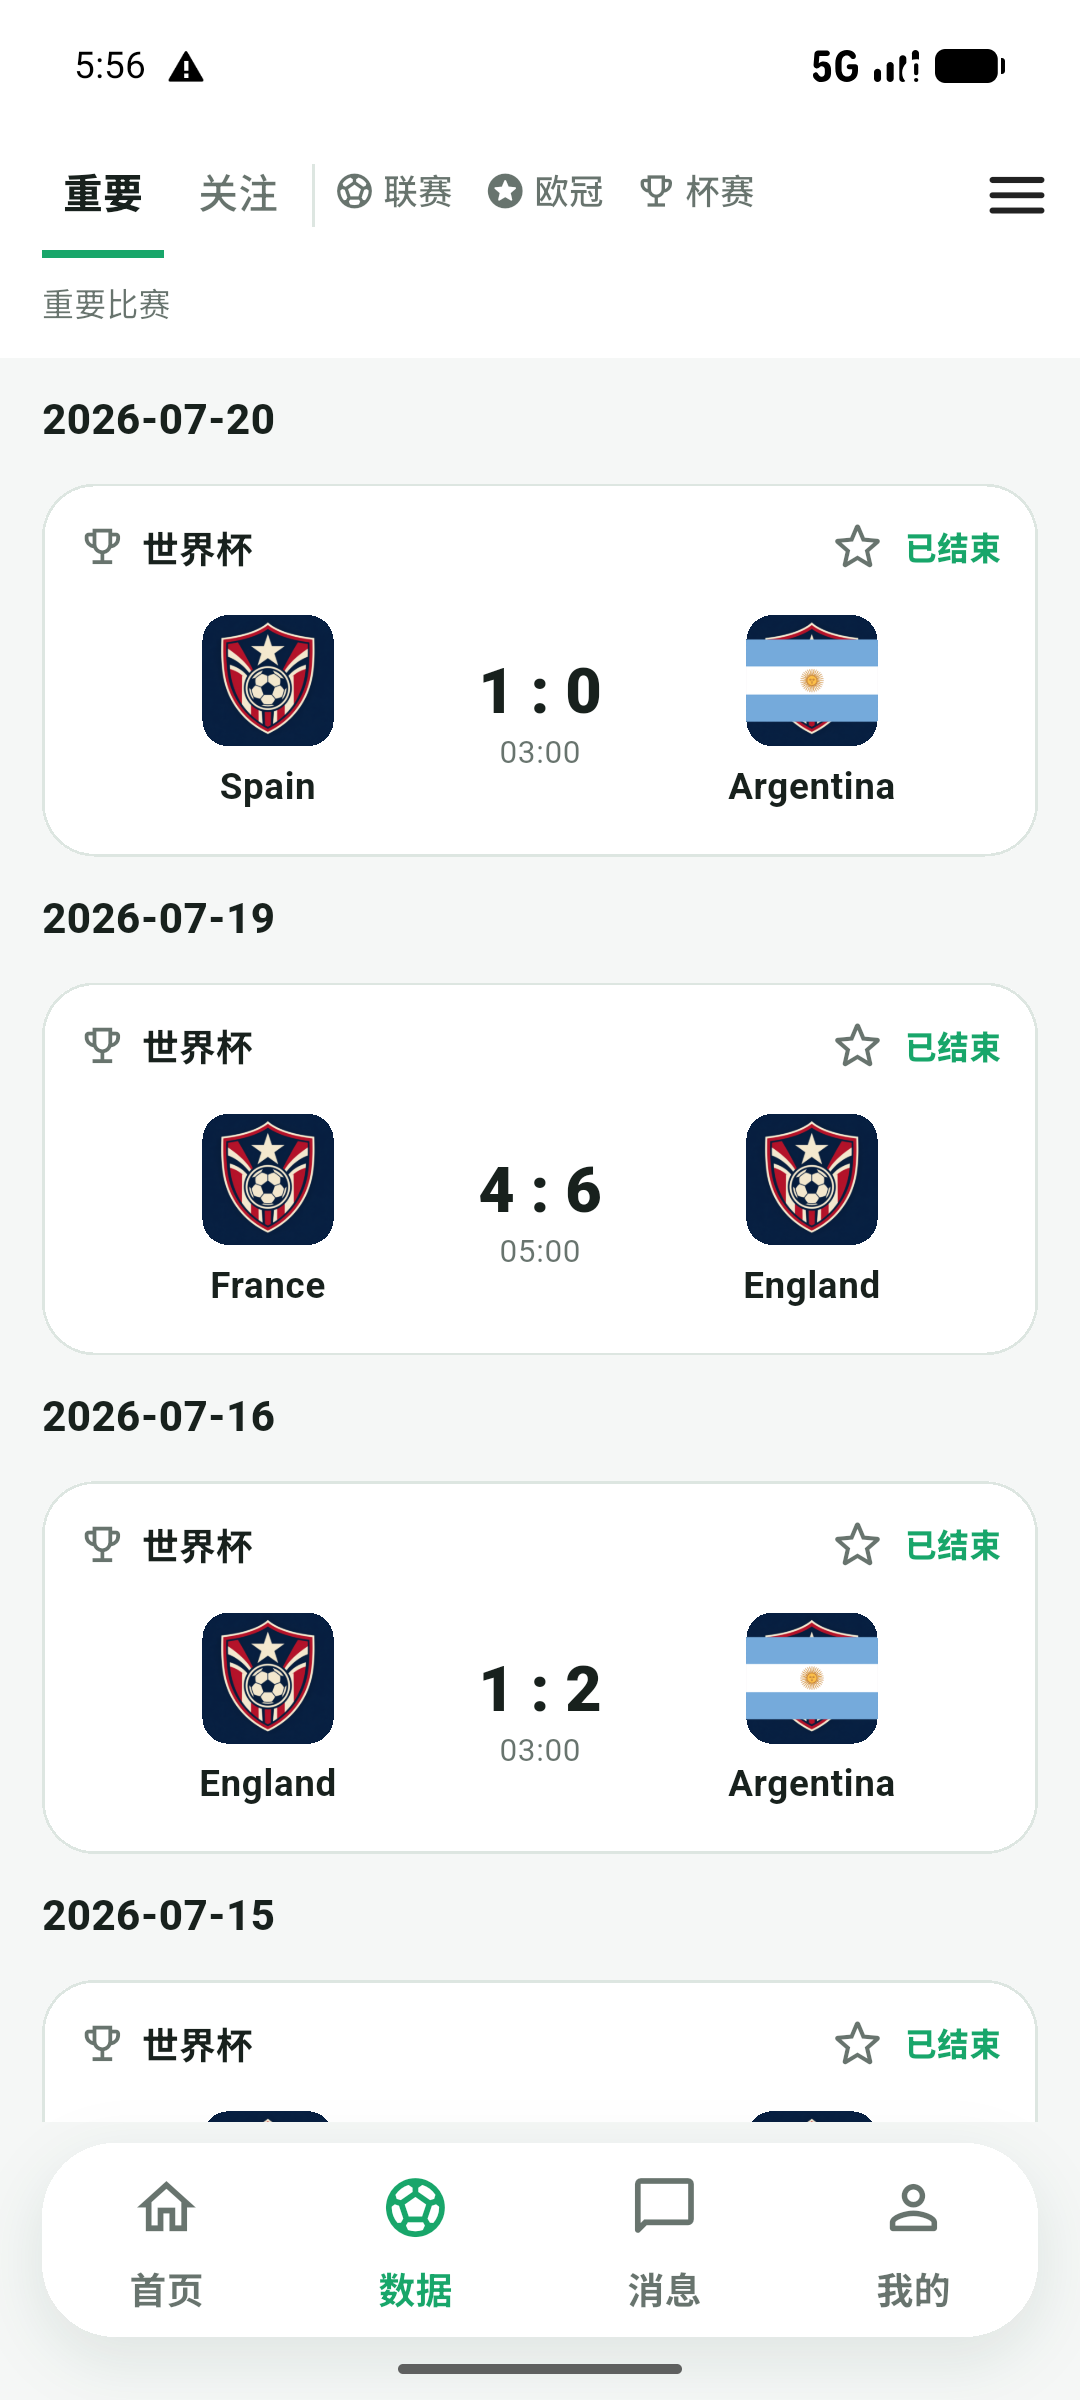 5:56 5G
重要 关注 联赛 欧冠 杯赛
重要比赛
2026-07-20
世界杯 已结束
1 : 0
03:00
Spain Argentina
2026-07-19
世界杯 已结束
4 : 6
05:00
France England
2026-07-16
世界杯 已结束
1 : 2
03:00
England Argentina
2026-07-15
世界杯 已结束
首页 数据 消息 我的